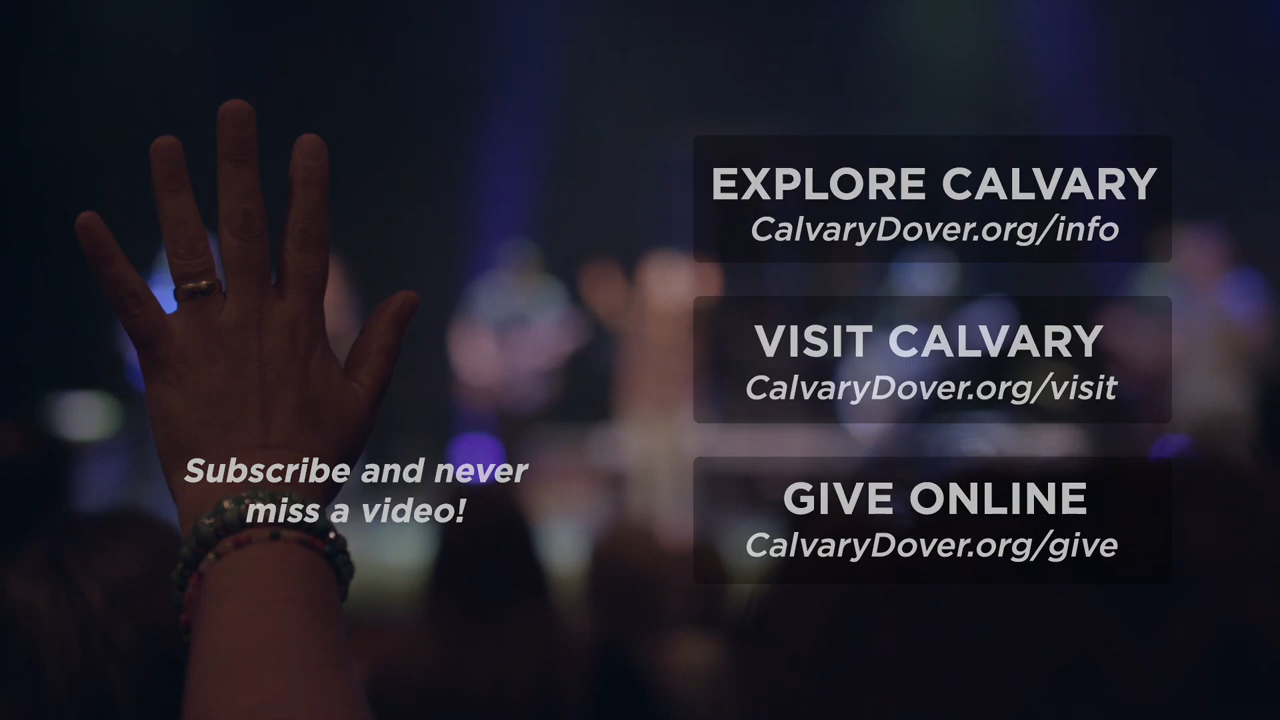 EXPLORE CALVARY
CalvaryDover.org/info
VISIT CALVARY
CalvaryDover.org/visit
GIVE ONLINE
CalvaryDover.org/give
Subscribe and never
miss a video!